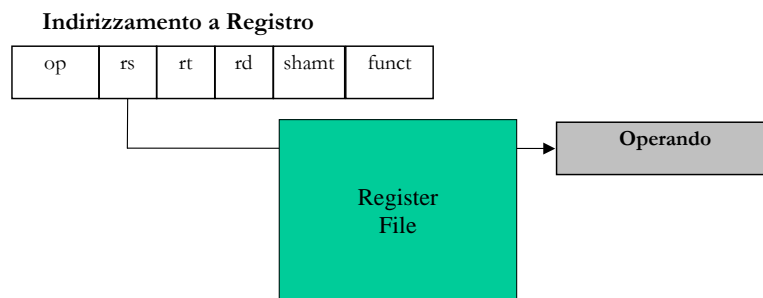 Indirizzamento a Registro
op rs rt rd shamt funct
Operando
Register
File